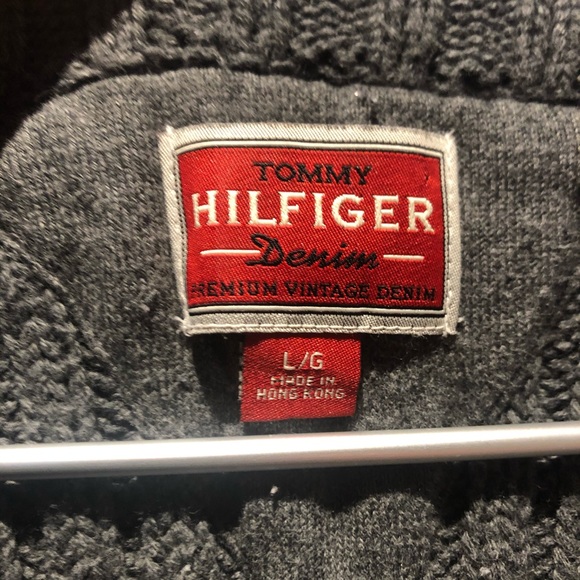 TOMMY
HILFIGER
Denim
PREMIUM VINTAGE DENIM
L/G
MADE IN
HONG KONG